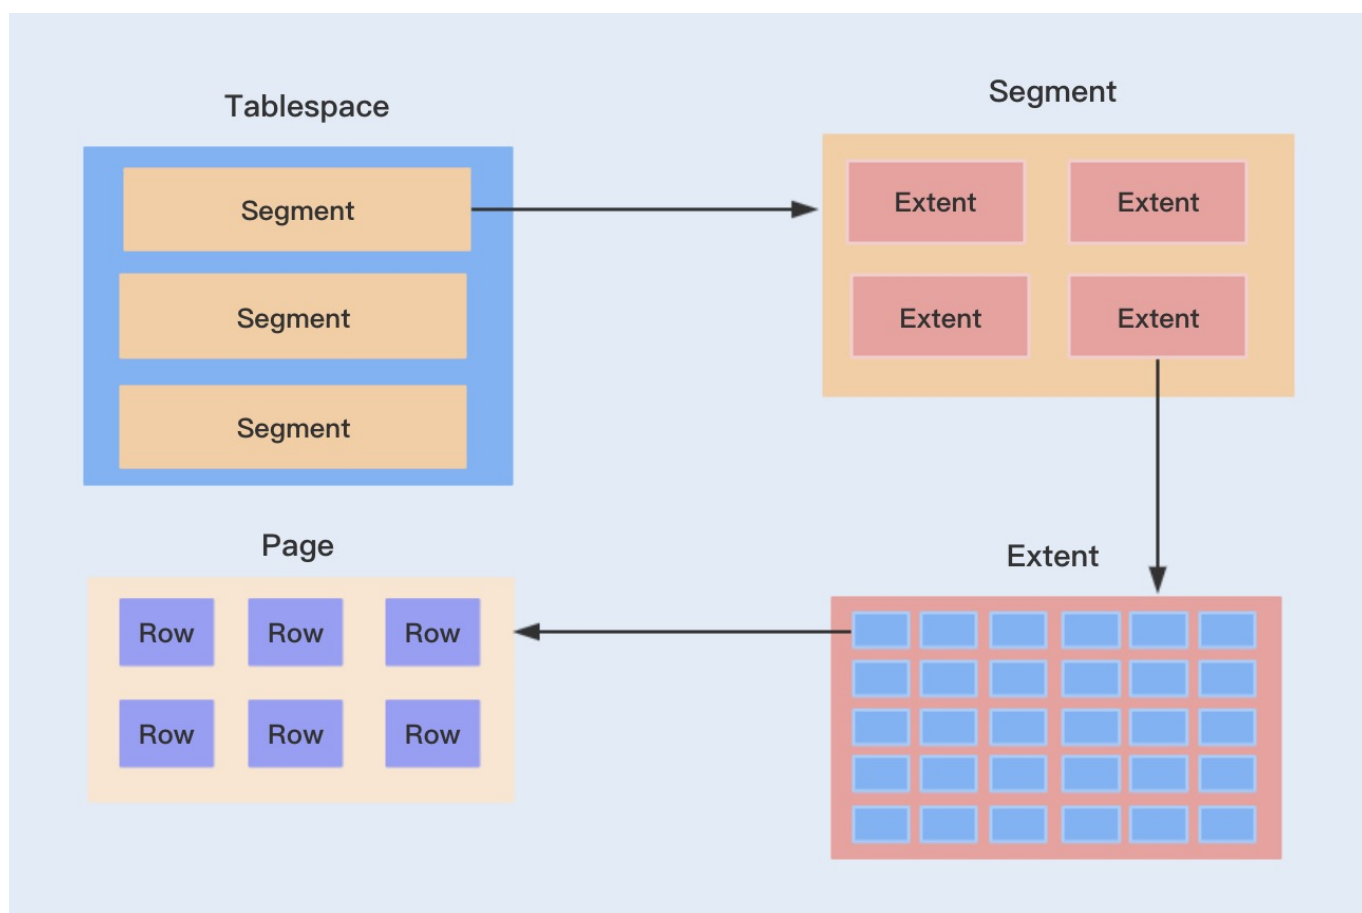 Tablespace
Segment
Segment
Segment
Segment
Extent Extent
Extent Extent
Page
Row Row Row
Row Row Row
Extent